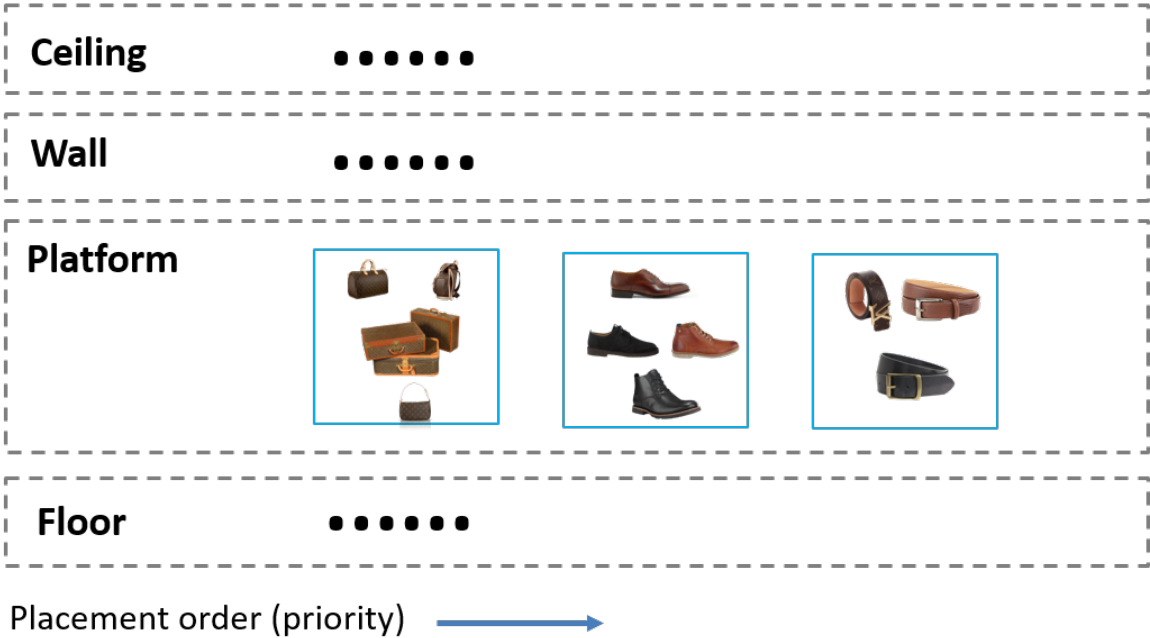 Ceiling
Wall
Platform
Floor
Placement order (priority)